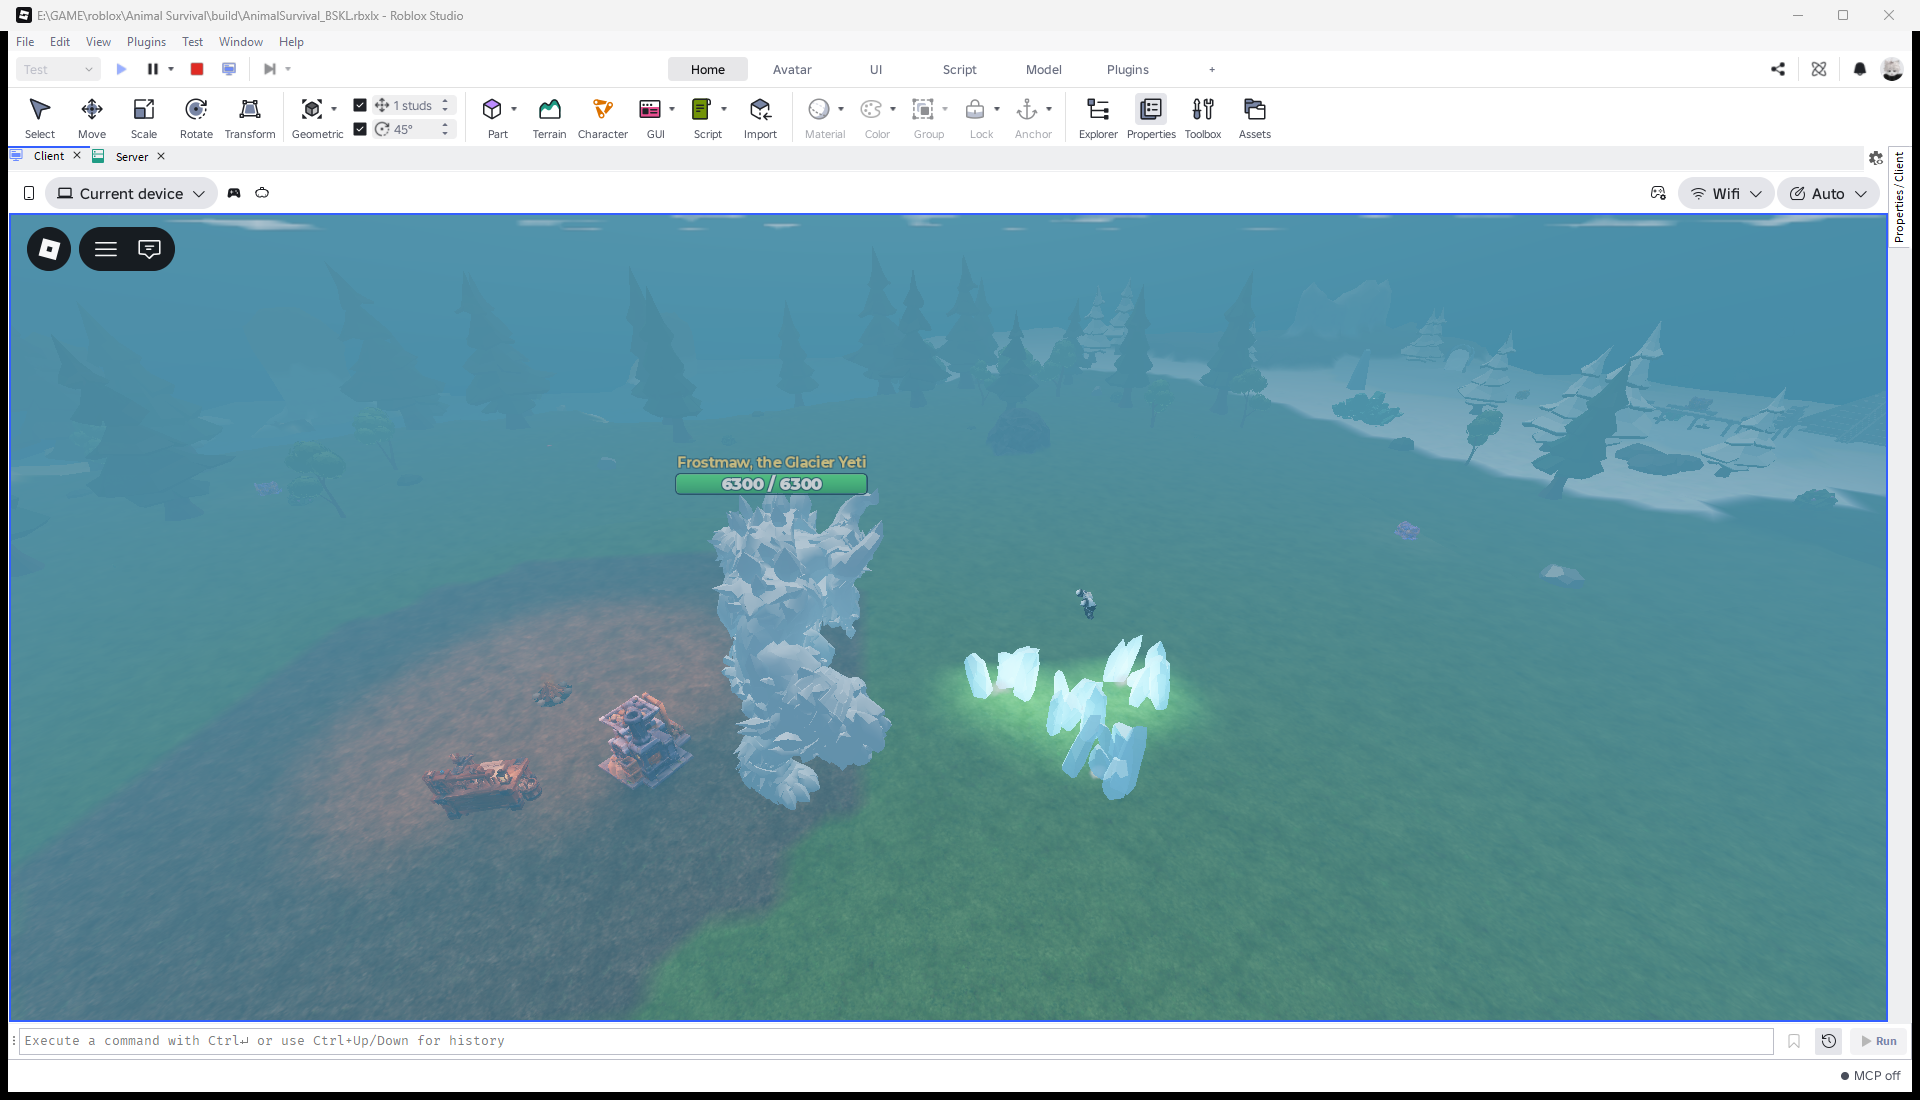 E:\GAME\roblox\Animal Survival\build\AnimalSurvival_BSKL.rbxlx - Roblox Studio
File Edit View Plugins Test Window Help
Test Home Avatar UI Script Model Plugins +
1 studs
45°
Select Move Scale Rotate Transform Geometric Part Terrain Character GUI Script Import Material Color Group Lock Anchor Explorer Properties Toolbox Assets
Client Server
Current device Wifi Auto
Properties / Client
Frostmaw, the Glacier Yeti
6300 / 6300
Execute a command with Ctrl↵ or use Ctrl+Up/Down for history
Run
MCP off